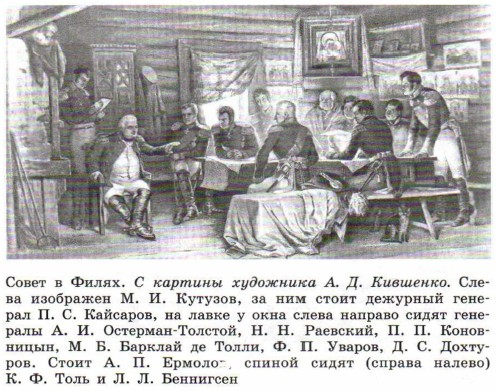 Совет в Филях. С картины художника А. Д. Кившенко. Сле-
ва изображен М. И. Кутузов, за ним стоит дежурный гене-
рал П. С. Кайсаров, на лавке у окна слева направо сидят гене-
ралы А. И. Остерман-Толстой, Н. Н. Раевский, П. П. Конов-
ницын, М. Б. Барклай де Толли, Ф. П. Уваров, Д. С. Дохту-
ров. Стоит А. П. Ермолов, спиной сидят (справа налево)
К. Ф. Толь и Л. Л. Беннигсен